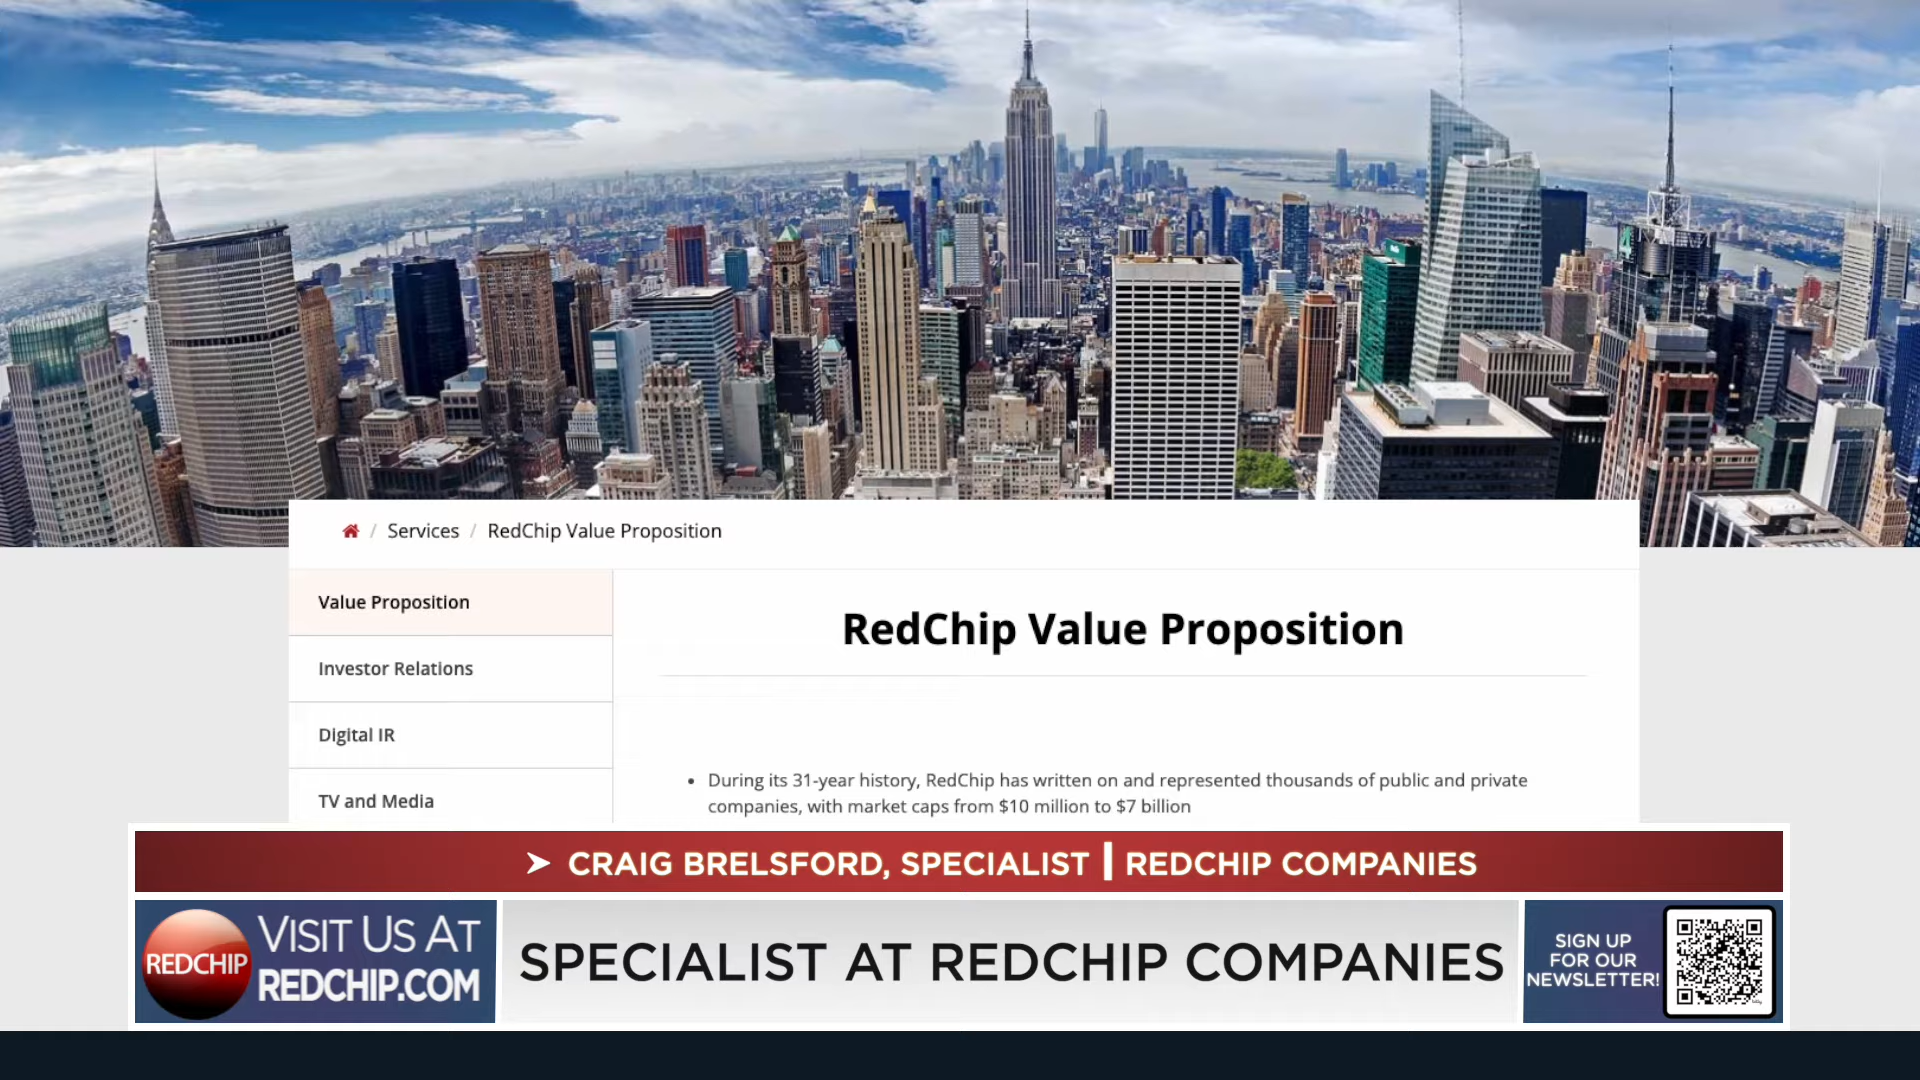 / Services / RedChip Value Proposition
Value Proposition
Investor Relations
Digital IR
TV and Media
RedChip Value Proposition
• During its 31-year history, RedChip has written on and represented thousands of public and private
companies, with market caps from $10 million to $7 billion
➤ CRAIG BRELSFORD, SPECIALIST | REDCHIP COMPANIES
REDCHIP
VISIT US AT
REDCHIP.COM
SPECIALIST AT REDCHIP COMPANIES
SIGN UP
FOR OUR
NEWSLETTER!